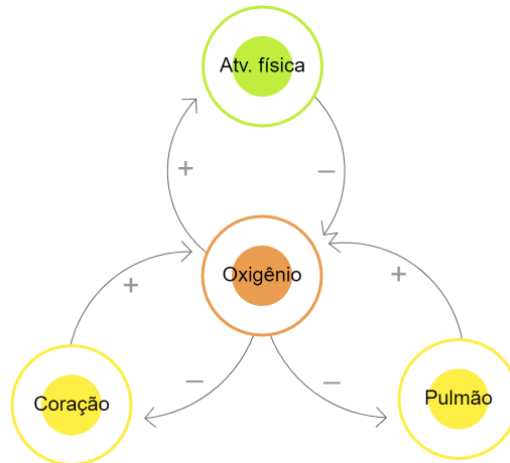 Atv. física
+
–
Oxigênio
+
+
–
–
Coração
Pulmão